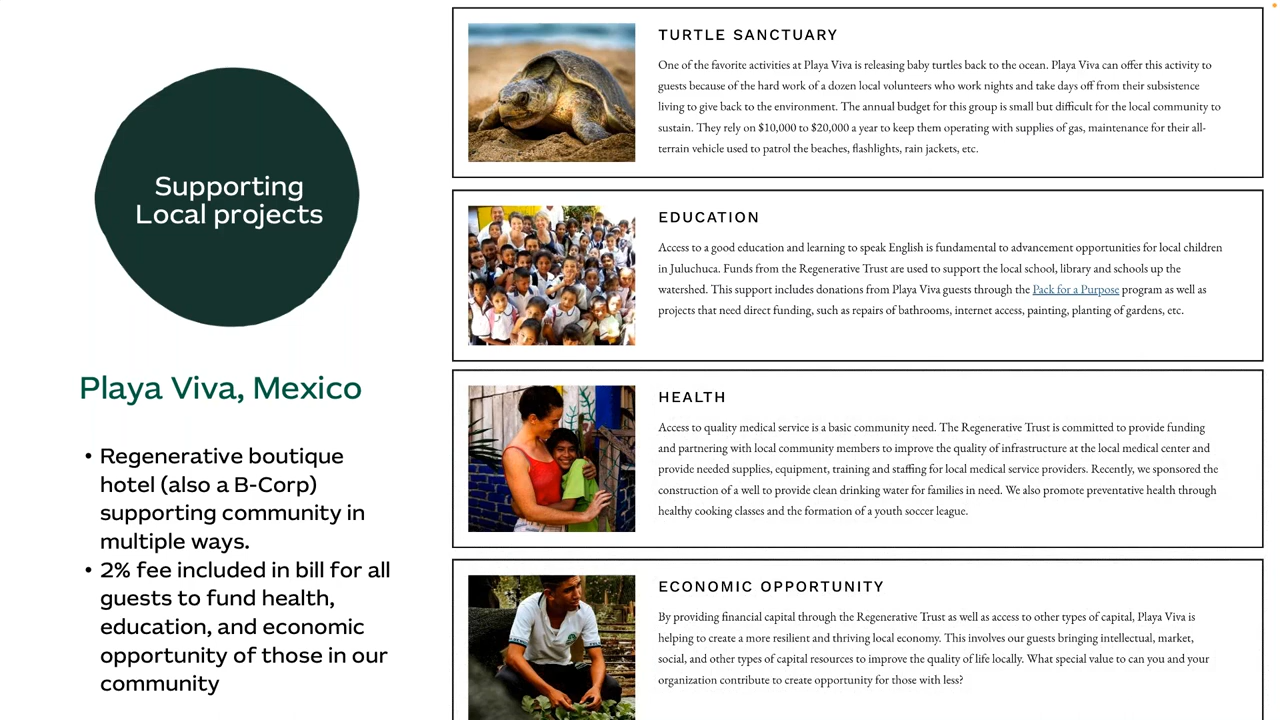 Supporting
Local projects
Playa Viva, Mexico
• Regenerative boutique
hotel (also a B-Corp)
supporting community in
multiple ways.
• 2% fee included in bill for all
guests to fund health,
education, and economic
opportunity of those in our
community
TURTLE SANCTUARY
One of the favorite activities at Playa Viva is releasing baby turtles back to the ocean. Playa Viva can offer this activity to
guests because of the hard work of a dozen local volunteers who work nights and take days off from their subsistence
living to give back to the environment. The annual budget for this group is small but difficult for the local community to
sustain. They rely on $10,000 to $20,000 a year to keep them operating with supplies of gas, maintenance for their all-
terrain vehicle used to patrol the beaches, flashlights, rain jackets, etc.
EDUCATION
Access to a good education and learning to speak English is fundamental to advancement opportunities for local children
in Juluchuca. Funds from the Regenerative Trust are used to support the local school, library and schools up the
watershed. This support includes donations from Playa Viva guests through the Pack for a Purpose program as well as
projects that need direct funding, such as repairs of bathrooms, internet access, painting, planting of gardens, etc.
HEALTH
Access to quality medical service is a basic community need. The Regenerative Trust is committed to provide funding
and partnering with local community members to improve the quality of infrastructure at the local medical center and
provide needed supplies, equipment, training and staffing for local medical service providers. Recently, we sponsored the
construction of a well to provide clean drinking water for families in need. We also promote preventative health through
healthy cooking classes and the formation of a youth soccer league.
ECONOMIC OPPORTUNITY
By providing financial capital through the Regenerative Trust as well as access to other types of capital, Playa Viva is
helping to create a more resilient and thriving local economy. This involves our guests bringing intellectual, market,
social, and other types of capital resources to improve the quality of life locally. What special value to can you and your
organization contribute to create opportunity for those with less?